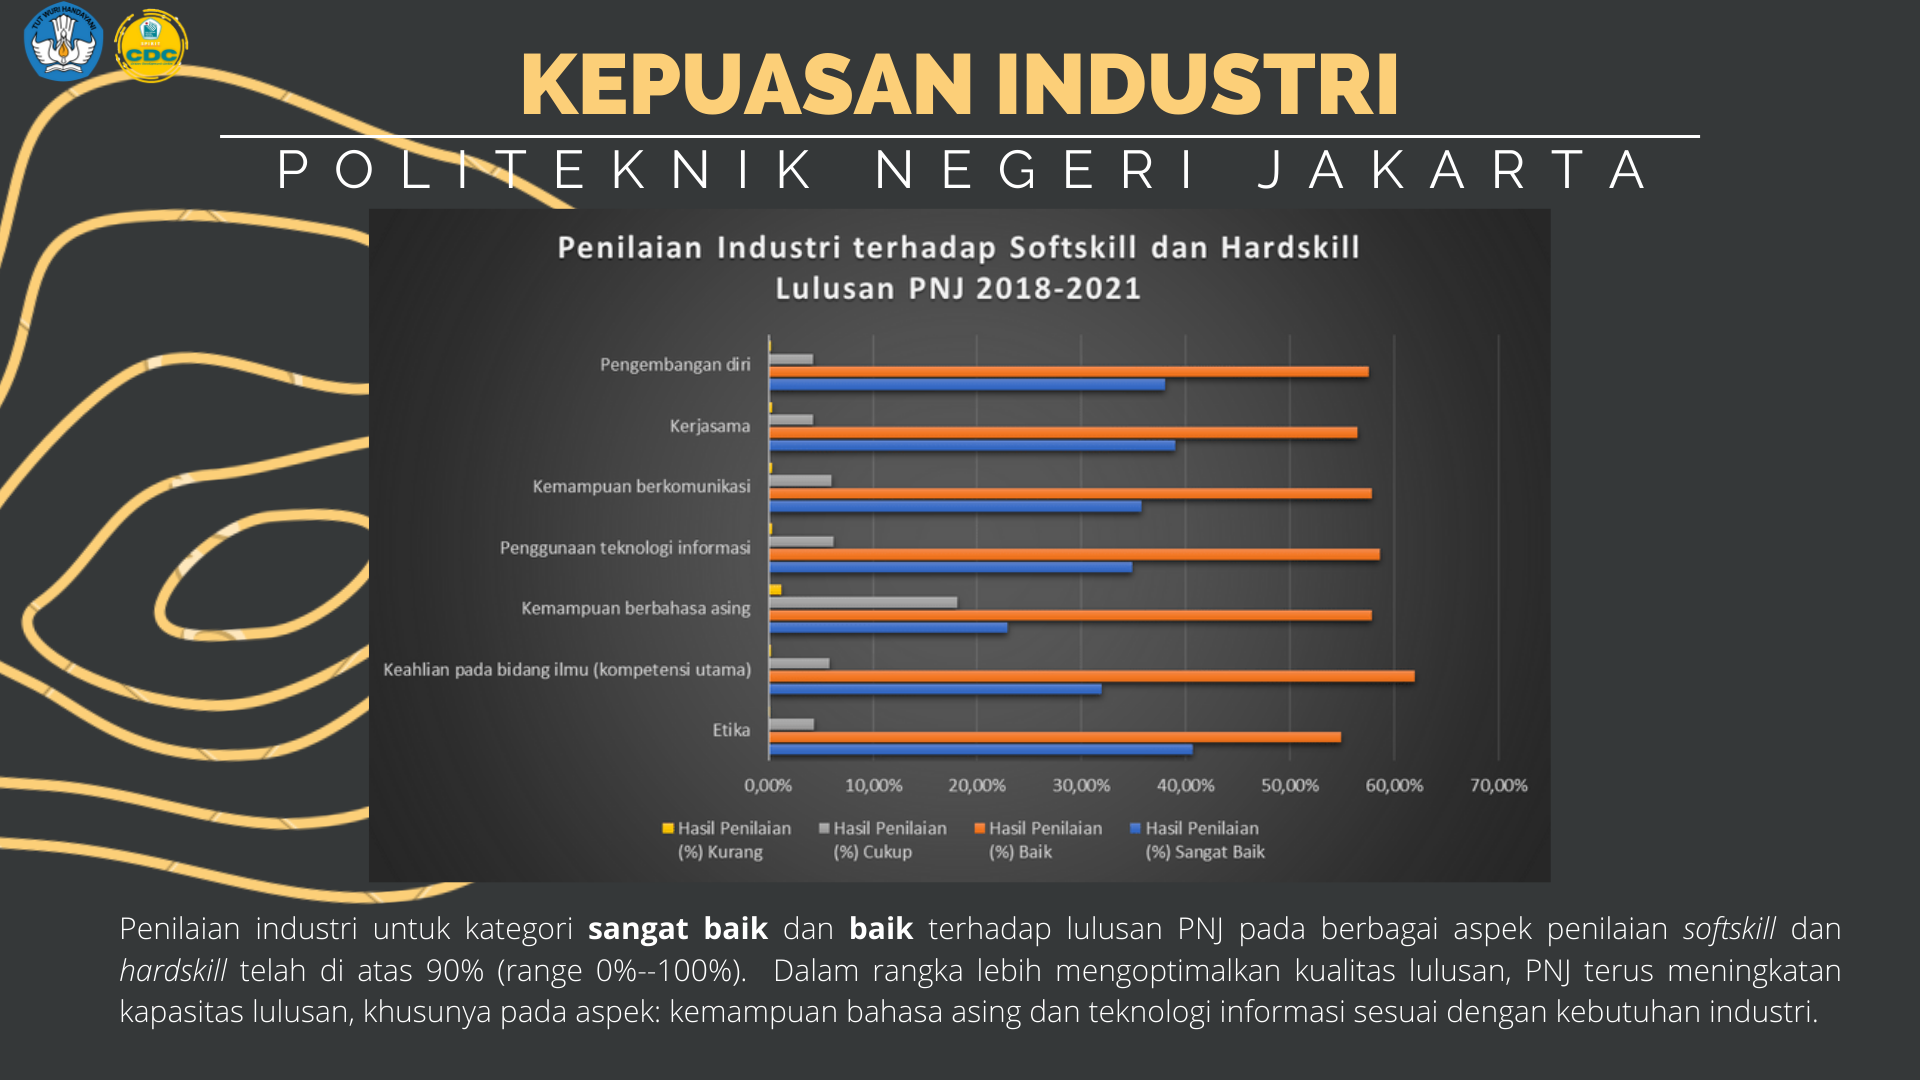 TUT WURI HANDAYANI
CDC
KEPUASAN INDUSTRI
POLITEKNIK NEGERI JAKARTA
Penilaian Industri terhadap Softskill dan Hardskill
Lulusan PNJ 2018-2021
Pengembangan diri
Kerjasama
Kemampuan berkomunikasi
Penggunaan teknologi informasi
Kemampuan berbahasa asing
Keahlian pada bidang ilmu (kompetensi utama)
Etika
0,00% 10,00% 20,00% 30,00% 40,00% 50,00% 60,00% 70,00%
Hasil Penilaian (%) Kurang
Hasil Penilaian (%) Cukup
Hasil Penilaian (%) Baik
Hasil Penilaian (%) Sangat Baik
Penilaian industri untuk kategori sangat baik dan baik terhadap lulusan PNJ pada berbagai aspek penilaian softskill dan
hardskill telah di atas 90% (range 0%--100%). Dalam rangka lebih mengoptimalkan kualitas lulusan, PNJ terus meningkatan
kapasitas lulusan, khusunya pada aspek: kemampuan bahasa asing dan teknologi informasi sesuai dengan kebutuhan industri.